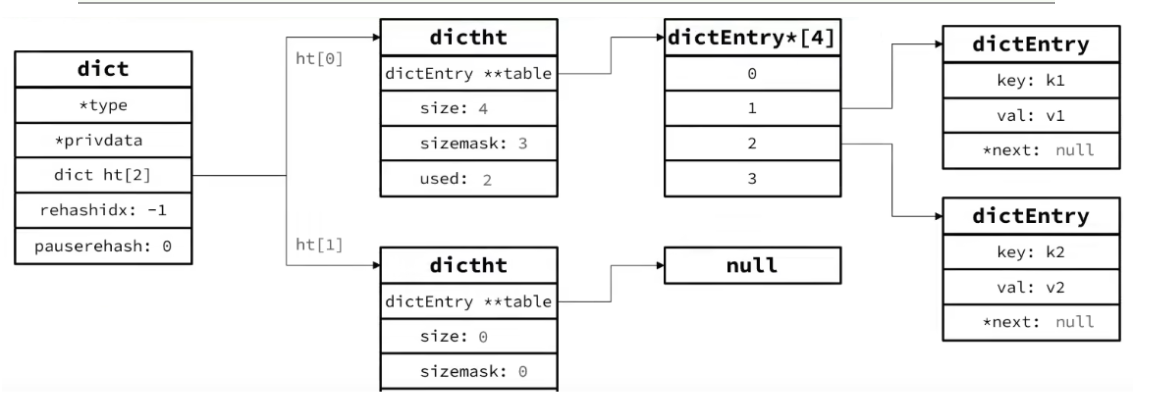 dict
*type
*privdata
dict ht[2]
rehashidx: -1
pauserehash: 0
ht[0]
ht[1]
dictht
dictEntry **table
size: 4
sizemask: 3
used: 2
dictht
dictEntry **table
size: 0
sizemask: 0
dictEntry*[4]
0
1
2
3
null
dictEntry
key: k1
val: v1
*next: null
dictEntry
key: k2
val: v2
*next: null